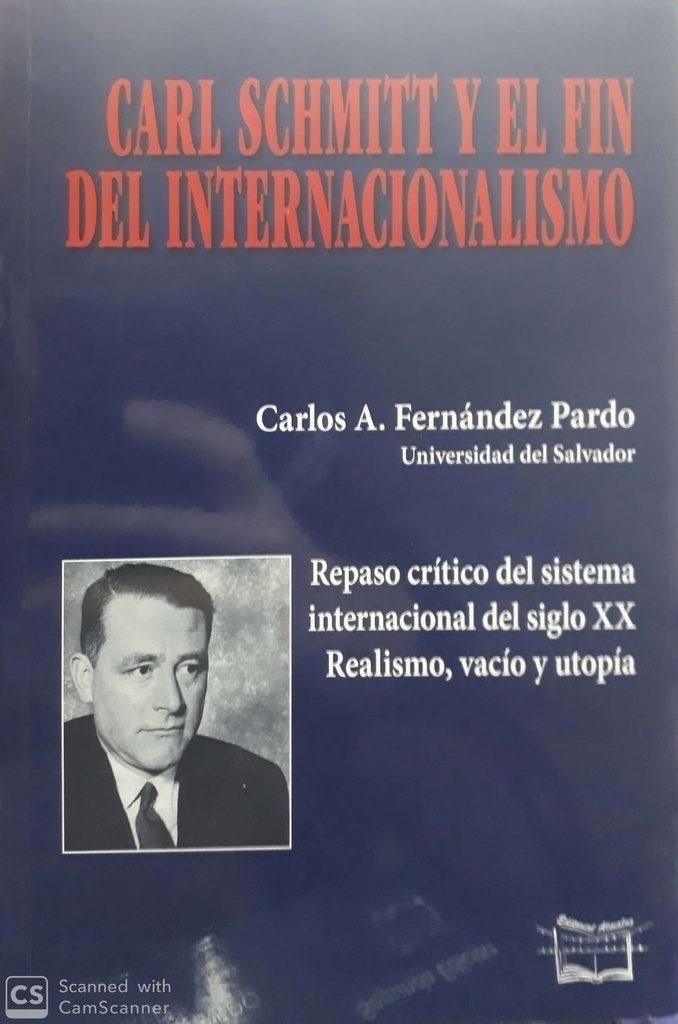 CARL SCHMITT Y EL FIN
DEL INTERNACIONALISMO
Carlos A. Fernández Pardo
Universidad del Salvador
Repaso crítico del sistema
internacional del siglo XX
Realismo, vacío y utopía
CS Scanned with
CamScanner